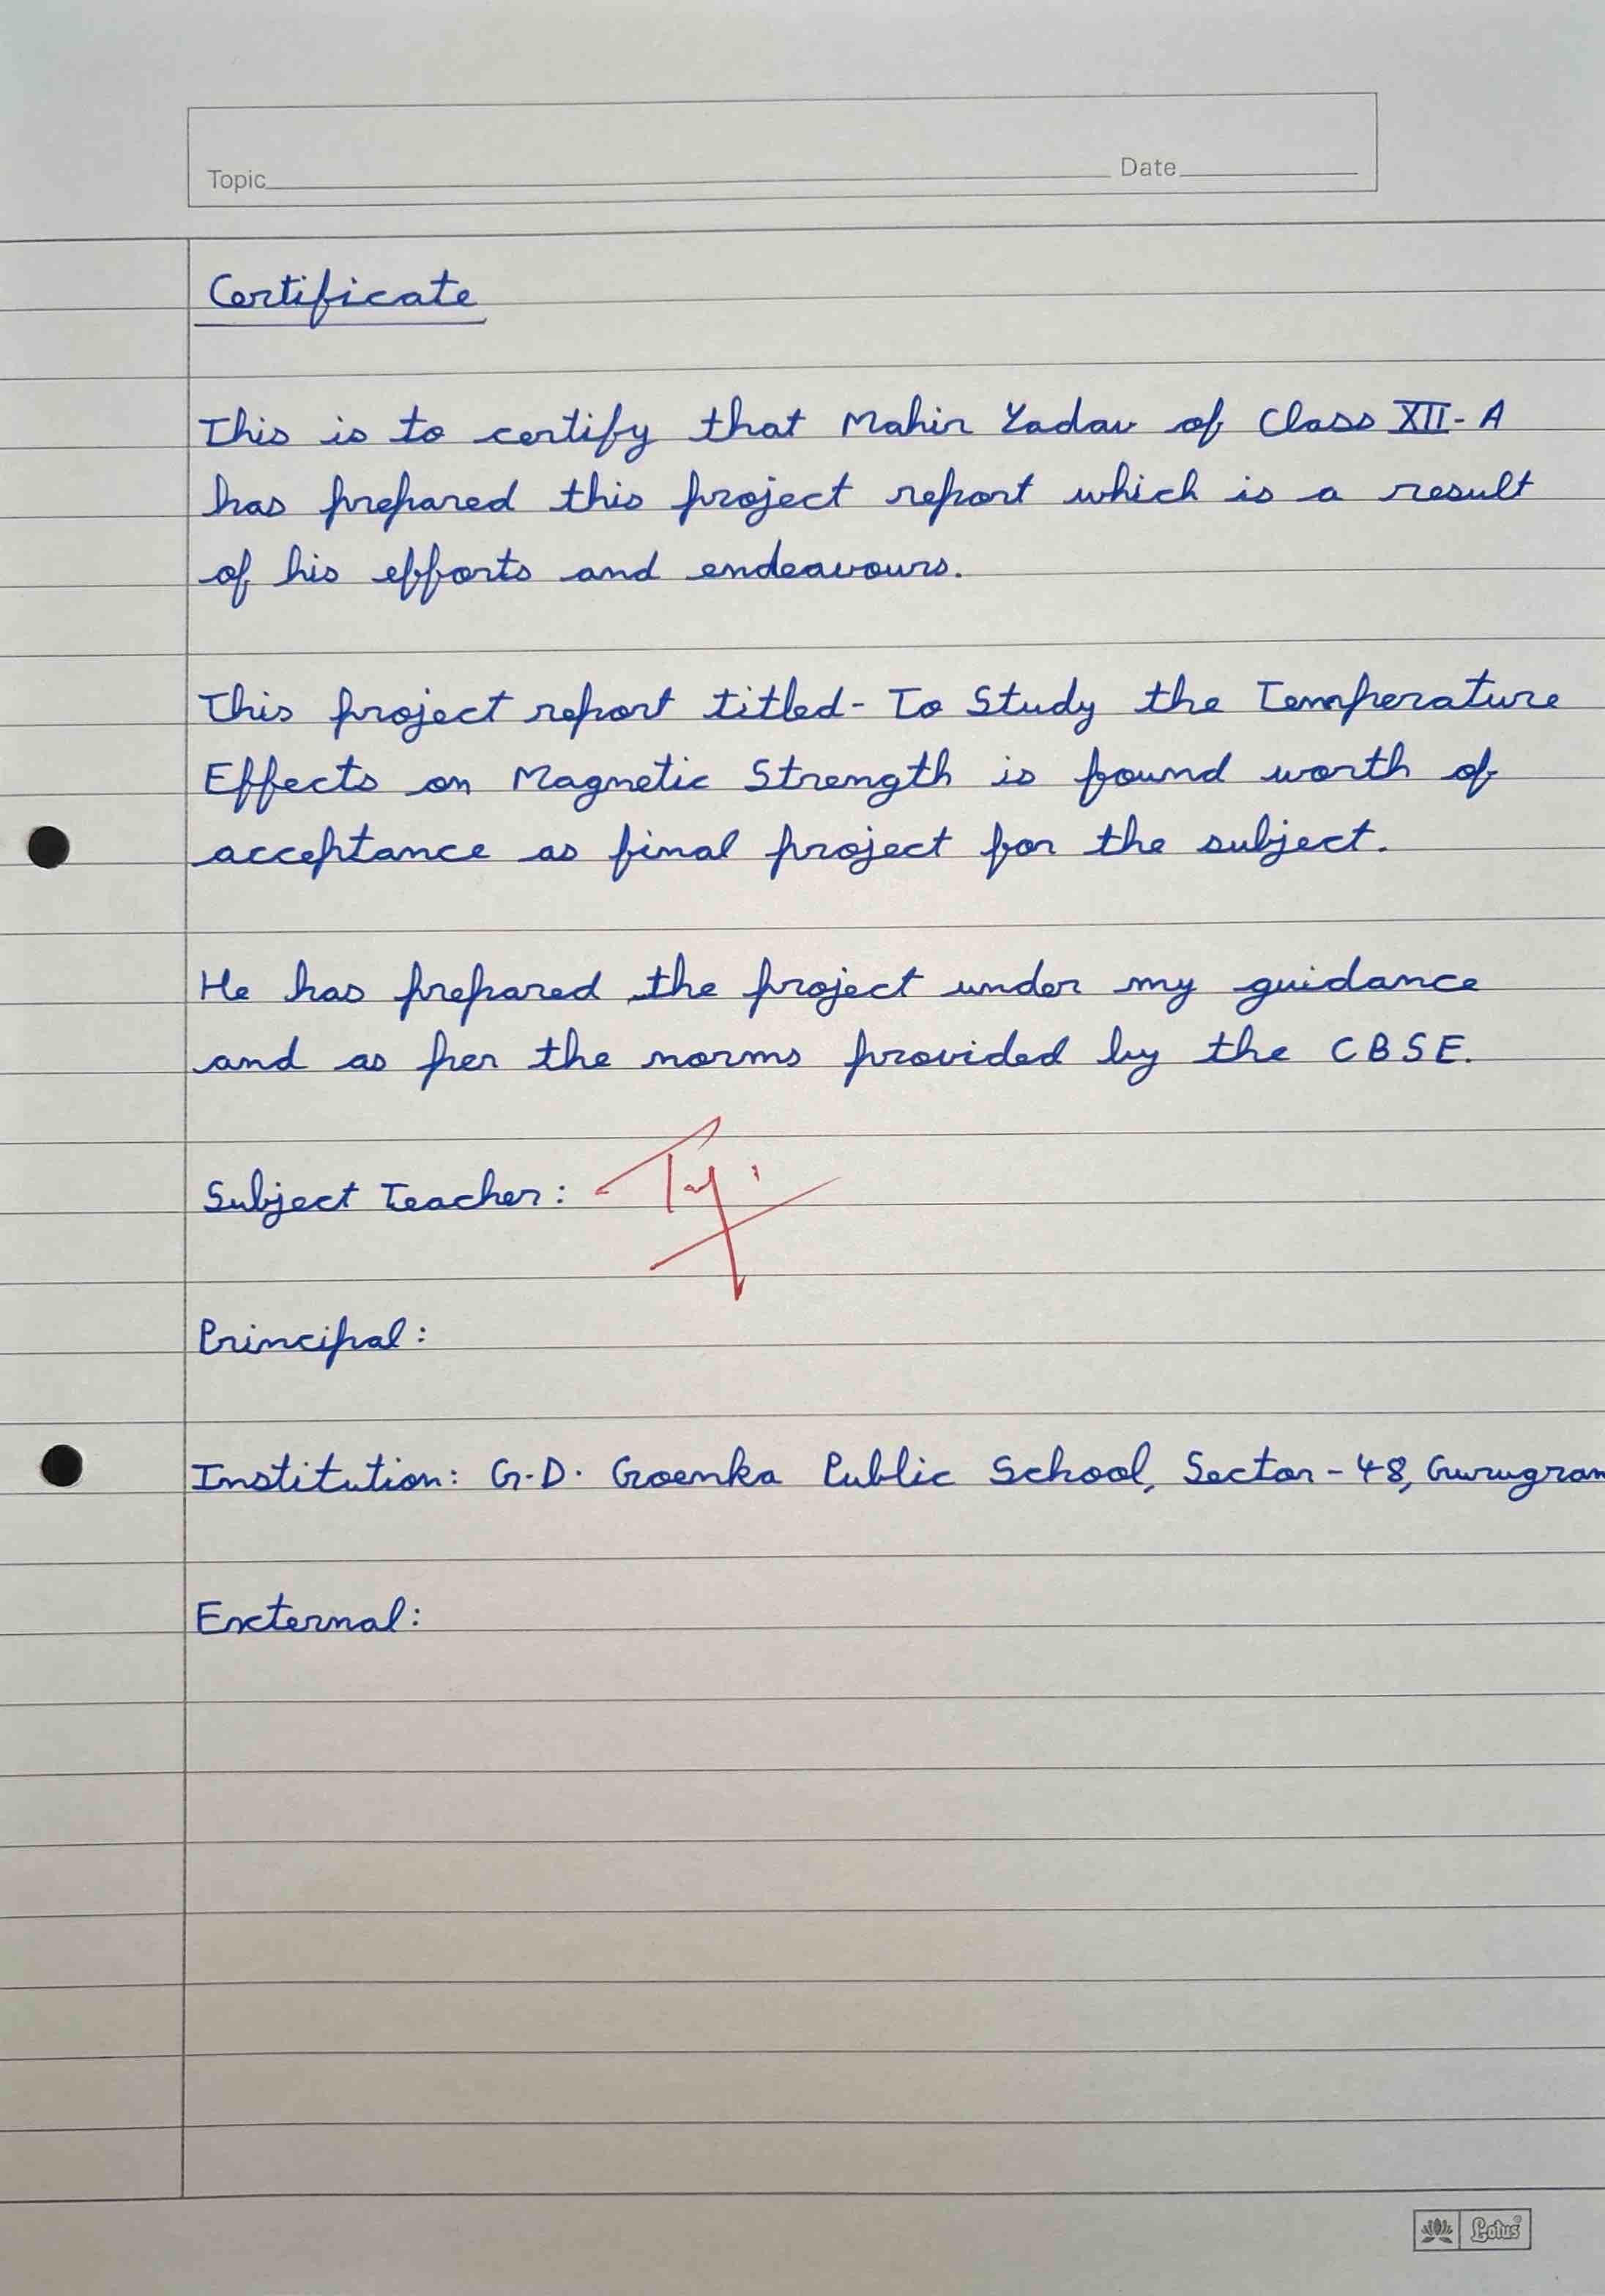 Topic Date
Certificate
This is to certify that Mahir Yadav of Class XII-A
has prepared this project report which is a result
of his efforts and endeavours.
This project report titled- To Study the Temperature
Effects on Magnetic Strength is found worth of
acceptance as final project for the subject.
He has prepared the project under my guidance
and as per the norms provided by the CBSE.
Subject Teacher:
Principal:
Institution: G.D. Goenka Public School, Sector-48, Gurugram
External:
Lotus